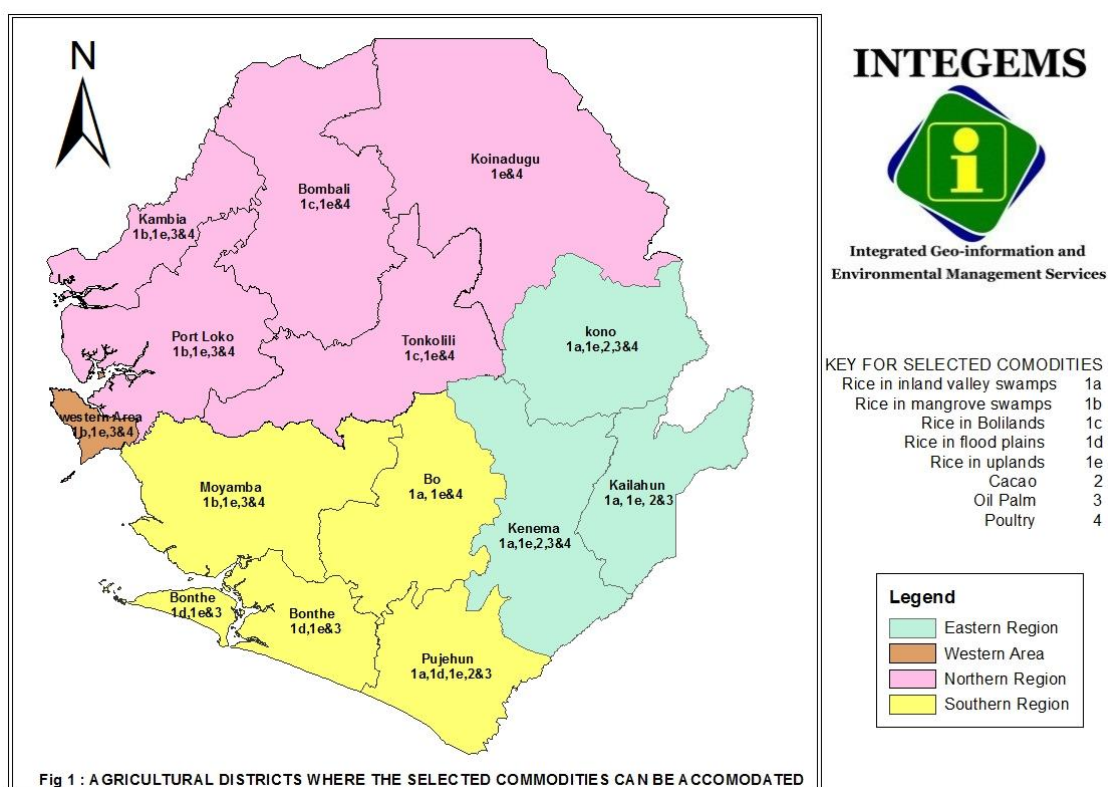 N
Koinadugu
1e&4
Bombali
1c,1e&4
Kambia
1b,1e,3&4
Port Loko
1b,1e,3&4
Tonkolili
1c,1e&4
kono
1a,1e,2,3&4
western Area
1b,1e,3&4
Moyamba
1b,1e,3&4
Bo
1a, 1e&4
Kailahun
1a, 1e, 2&3
Kenema
1a,1e,2,3&4
Bonthe
1d,1e&3
Bonthe
1d,1e&3
Pujehun
1a,1d,1e,2&3
Fig 1 : AGRICULTURAL DISTRICTS WHERE THE SELECTED COMMODITIES CAN BE ACCOMODATED
INTEGEMS
i
Integrated Geo-information and
Environmental Management Services
KEY FOR SELECTED COMODITIES
Rice in inland valley swamps 1a
Rice in mangrove swamps 1b
Rice in Bolilands 1c
Rice in flood plains 1d
Rice in uplands 1e
Cacao 2
Oil Palm 3
Poultry 4
Legend
Eastern Region
Western Area
Northern Region
Southern Region